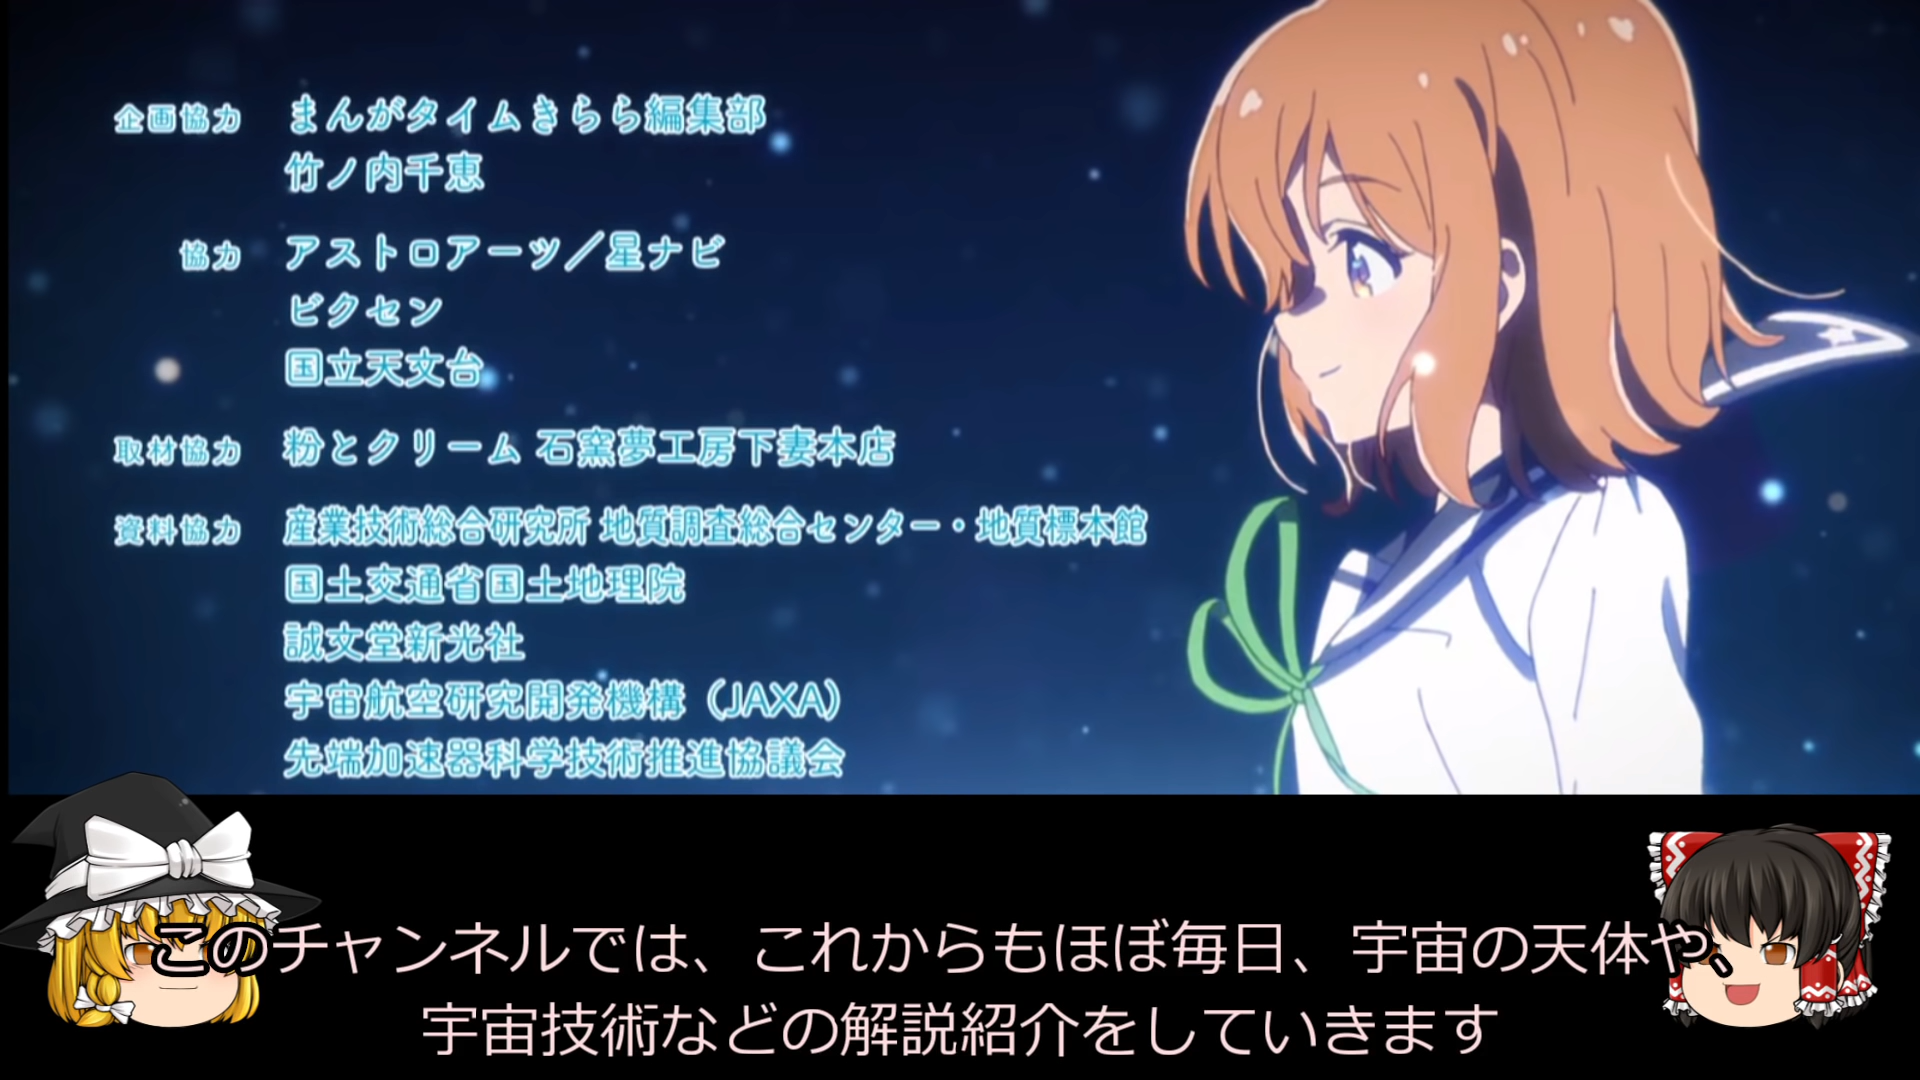 企画協力 まんがタイムきらら編集部
竹ノ内千恵
協力 アストロアーツ／星ナビ
ビクセン
国立天文台
取材協力 粉とクリーム 石窯夢工房下妻本店
資料協力 産業技術総合研究所 地質調査総合センター・地質標本館
国土交通省国土地理院
誠文堂新光社
宇宙航空研究開発機構（JAXA）
先端加速器科学技術推進協議会
このチャンネルでは、これからもほぼ毎日、宇宙の天体や、
宇宙技術などの解説紹介をしていきます